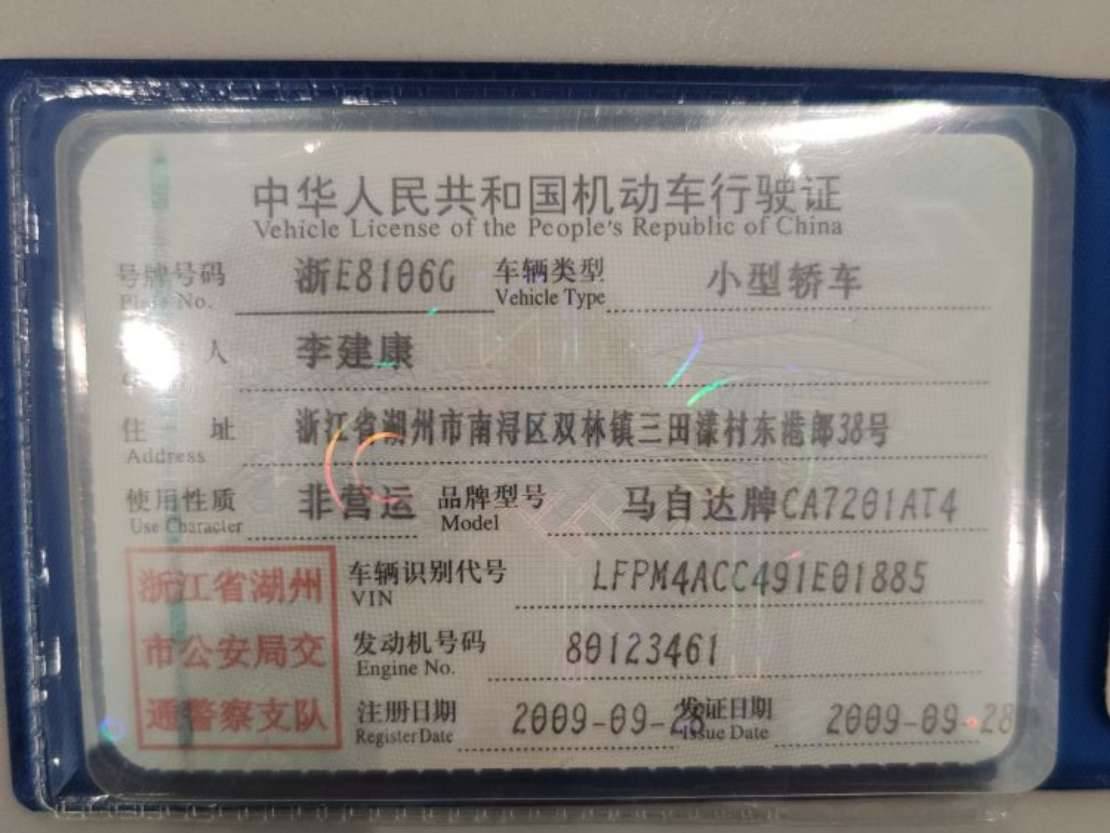 中华人民共和国机动车行驶证
Vehicle License of the People's Republic of China
号牌号码 浙E8106G 车辆类型 小型轿车
Plate No. Vehicle Type
人 李建康
住 址 浙江省湖州市南浔区双林镇三田漾村东港郎38号
Address
使用性质 非营运 品牌型号 马自达牌CA7201AT4
Use Character Model
浙江省湖州 车辆识别代号 LFPM4ACC491E01885
VIN
市公安局交 发动机号码 80123461
Engine No.
通警察支队 注册日期 2009-09-28 发证日期 2009-09-28
Register Date Issue Date